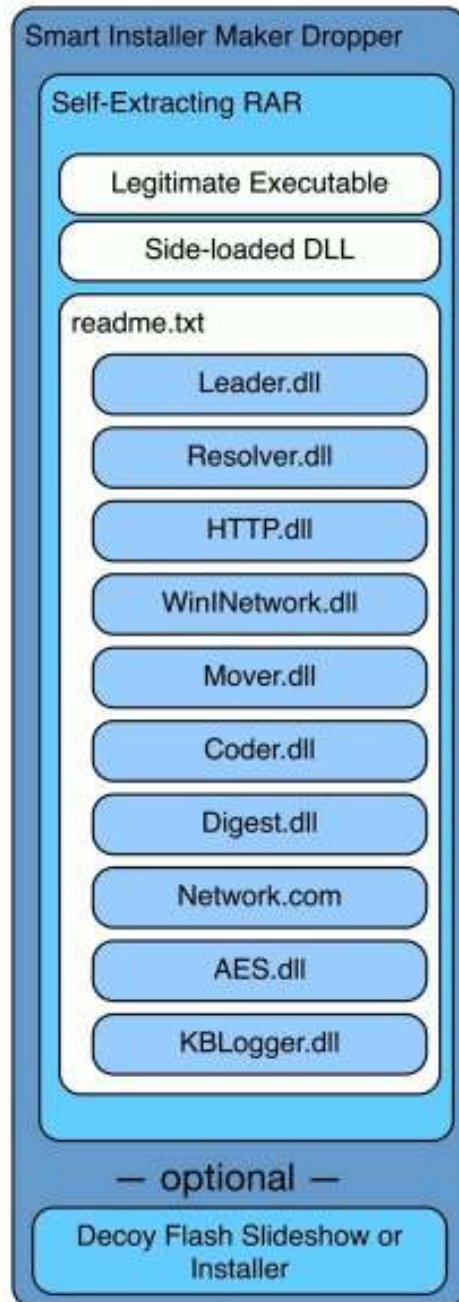 Smart Installer Maker Dropper
Self-Extracting RAR
Legitimate Executable
Side-loaded DLL
readme.txt
Leader.dll
Resolver.dll
HTTP.dll
WinINetwork.dll
Mover.dll
Coder.dll
Digest.dll
Network.com
AES.dll
KBLogger.dll
— optional —
Decoy Flash Slideshow or
Installer